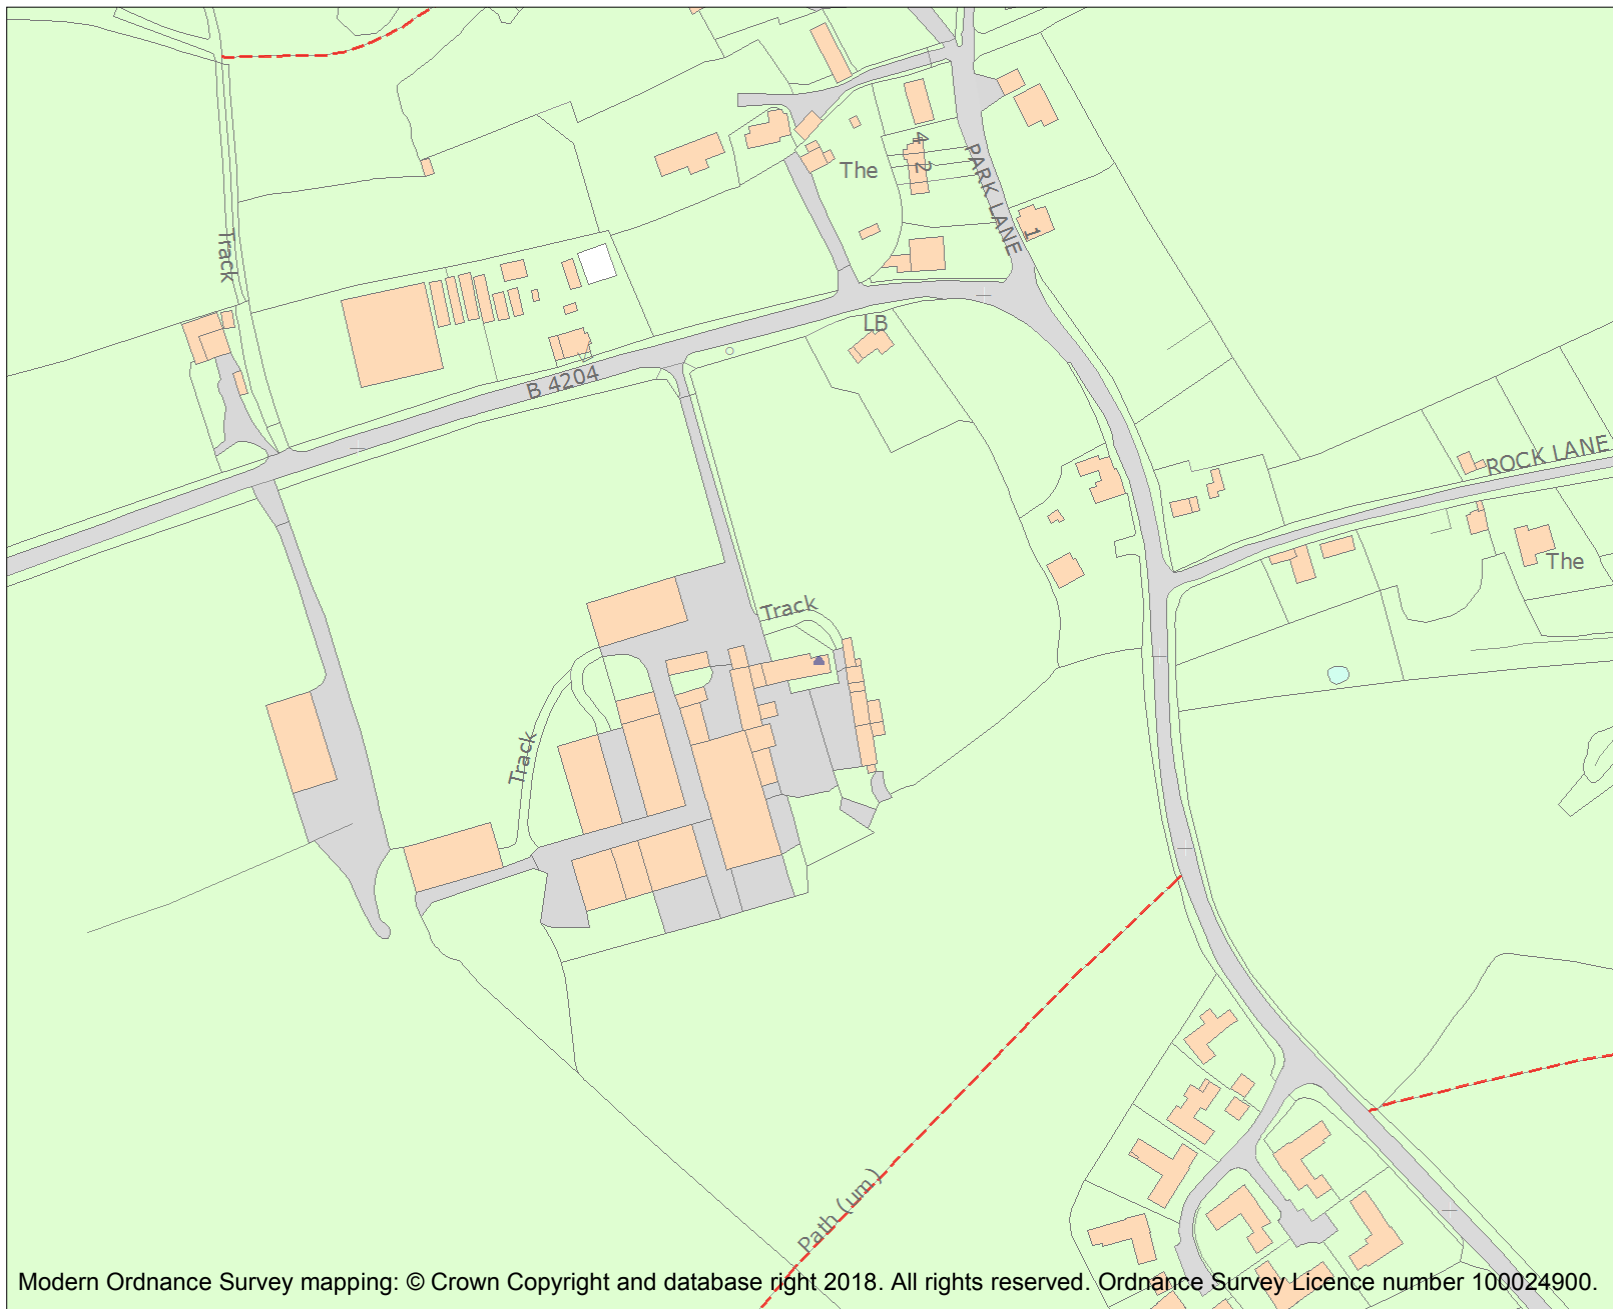 The
4
2
PARK LANE
1
Track
LB
B 4204
ROCK LANE
The
Track
Track
Path (um)
Modern Ordnance Survey mapping: © Crown Copyright and database right 2018. All rights reserved. Ordnance Survey Licence number 100024900.